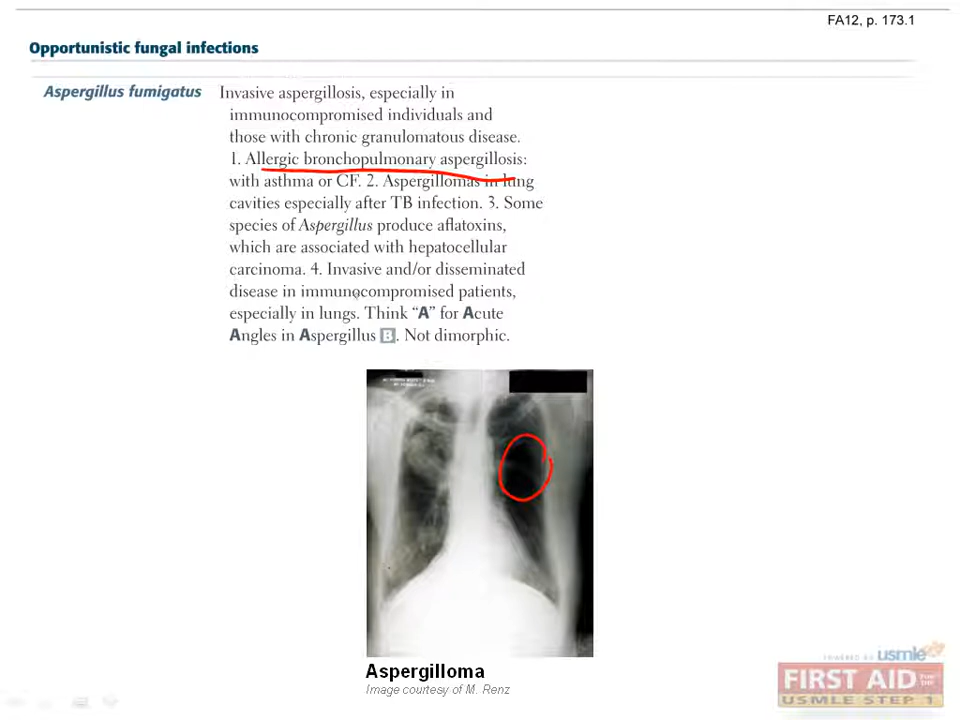 FA12, p. 173.1
Opportunistic fungal infections
Aspergillus fumigatus Invasive aspergillosis, especially in
immunocompromised individuals and
those with chronic granulomatous disease.
1. Allergic bronchopulmonary aspergillosis:
with asthma or CF. 2. Aspergillomas in lung
cavities especially after TB infection. 3. Some
species of Aspergillus produce aflatoxins,
which are associated with hepatocellular
carcinoma. 4. Invasive and/or disseminated
disease in immunocompromised patients,
especially in lungs. Think “A” for Acute
Angles in Aspergillus B. Not dimorphic.
Aspergilloma
Image courtesy of M. Renz
POWERED BY usmle
FIRST AID FOR THE
USMLE STEP 1